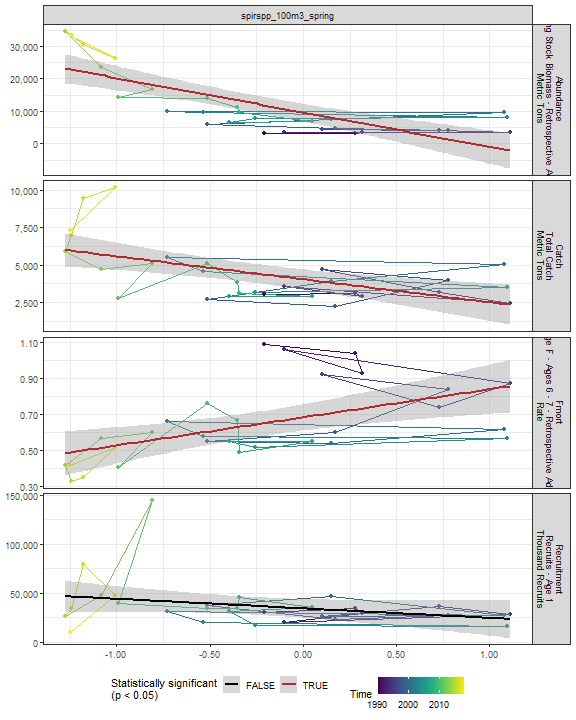 spirspp_100m3_spring
30,000
20,000
10,000
0
Abundance
Stock Biomass - Retrospective
Metric Tons
10,000
7,500
5,000
2,500
Catch
Total Catch
Metric Tons
1.10
0.90
0.70
0.50
0.30
Fmort
F - Ages 6 - 7 - Retrospective
Rate
150,000
100,000
50,000
0
Recruitment
Recruits - Age 1
Thousand Recruits
-1.00 -0.50 0.00 0.50 1.00
Statistically significant
(p < 0.05)
FALSE TRUE
Time
1990 2000 2010